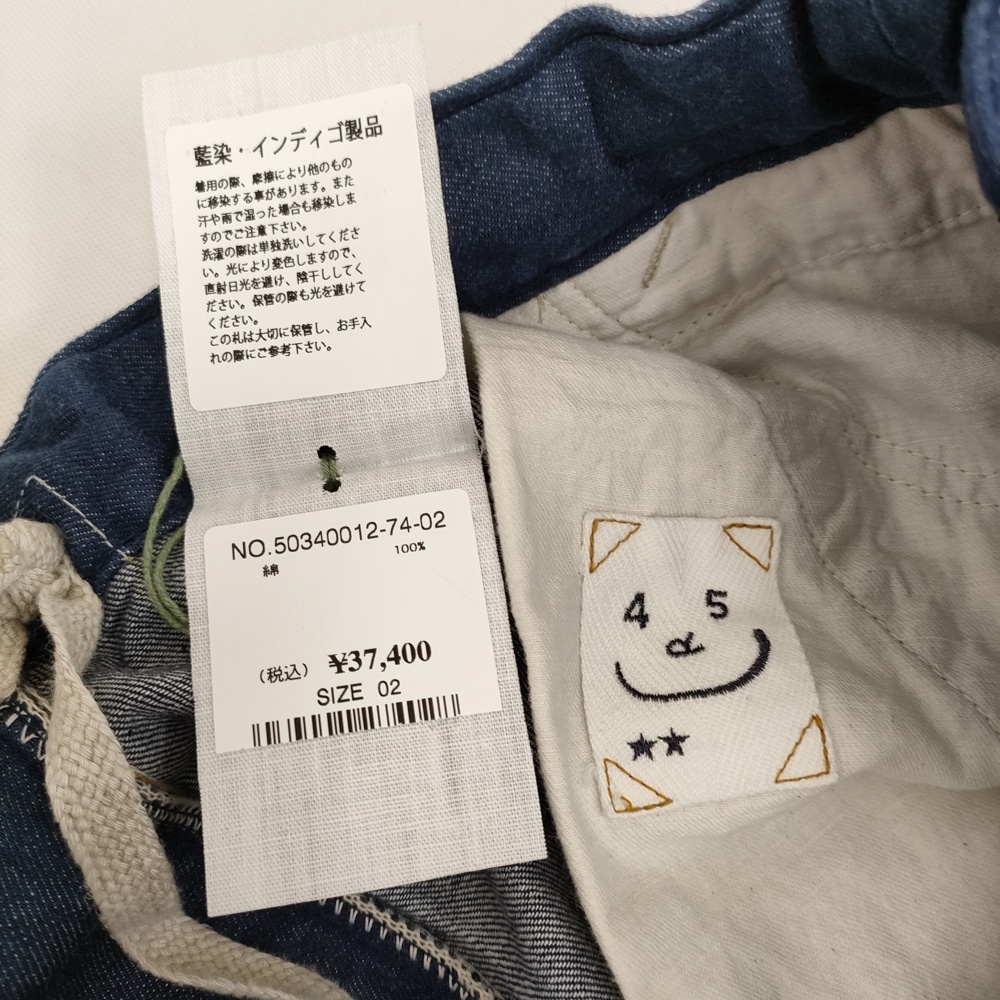 藍染・インディゴ製品
着用の際、摩擦により他のもの
に移染する事があります。また
汗や雨で湿った場合も移染しま
すのでご注意下さい。
洗濯の際は単独洗いしてくださ
い。光により変色しますので、
直射日光を避け、陰干ししてく
ださい。保管の際も光を避けて
ください。
この札は大切に保管し、お手入
れの際にご参考下さい。
NO.50340012-74-02
綿 100%
(税込) ¥37,400
SIZE 02
4 5
R
★★